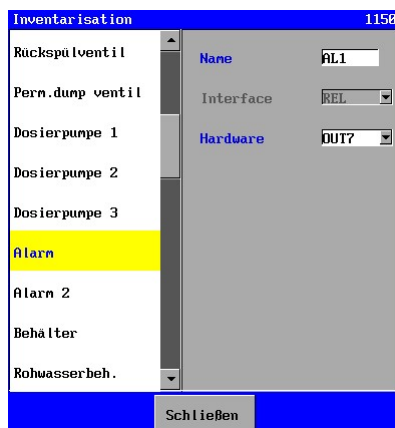 Inventarisation 1150
Rückspülventil
Perm.dump ventil
Dosierpumpe 1
Dosierpumpe 2
Dosierpumpe 3
Alarm
Alarm 2
Behälter
Rohwasserbeh.
Name AL1
Interface REL
Hardware OUT7
Schließen